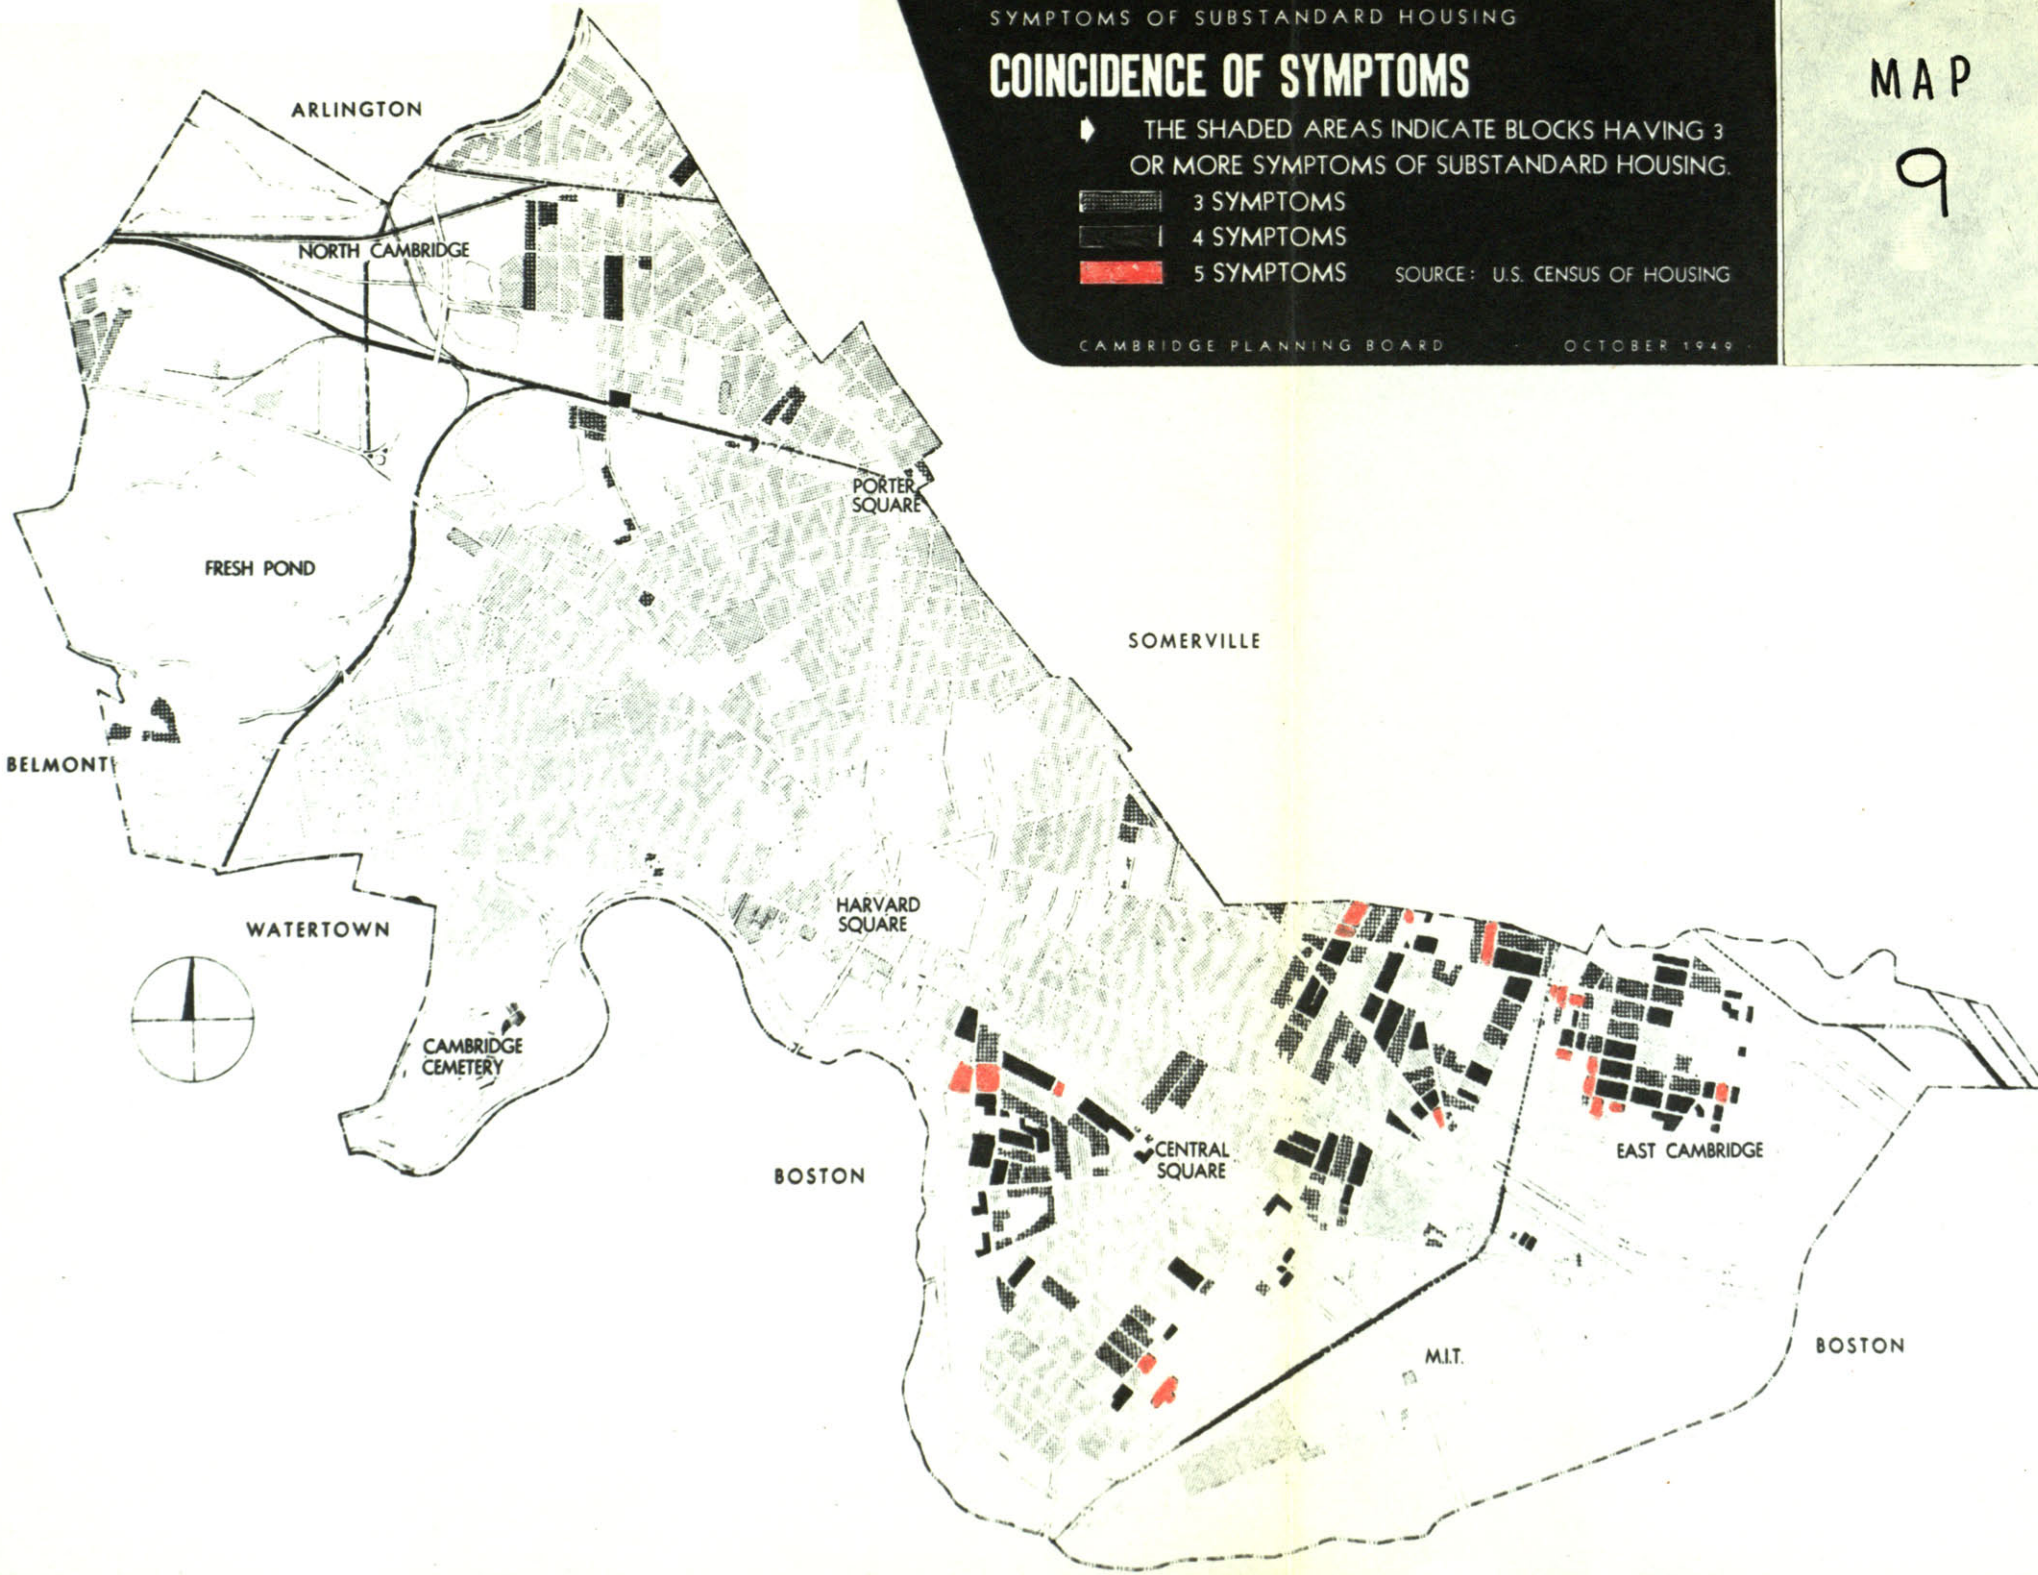 SYMPTOMS OF SUBSTANDARD HOUSING
COINCIDENCE OF SYMPTOMS
THE SHADED AREAS INDICATE BLOCKS HAVING 3
OR MORE SYMPTOMS OF SUBSTANDARD HOUSING.
3 SYMPTOMS
4 SYMPTOMS
5 SYMPTOMS
SOURCE: U.S. CENSUS OF HOUSING
CAMBRIDGE PLANNING BOARD
OCTOBER 1949
MAP
9
ARLINGTON
NORTH CAMBRIDGE
PORTER
SQUARE
FRESH POND
SOMERVILLE
BELMONT
HARVARD
SQUARE
WATERTOWN
CAMBRIDGE
CEMETERY
BOSTON
CENTRAL
SQUARE
EAST CAMBRIDGE
M.I.T.
BOSTON